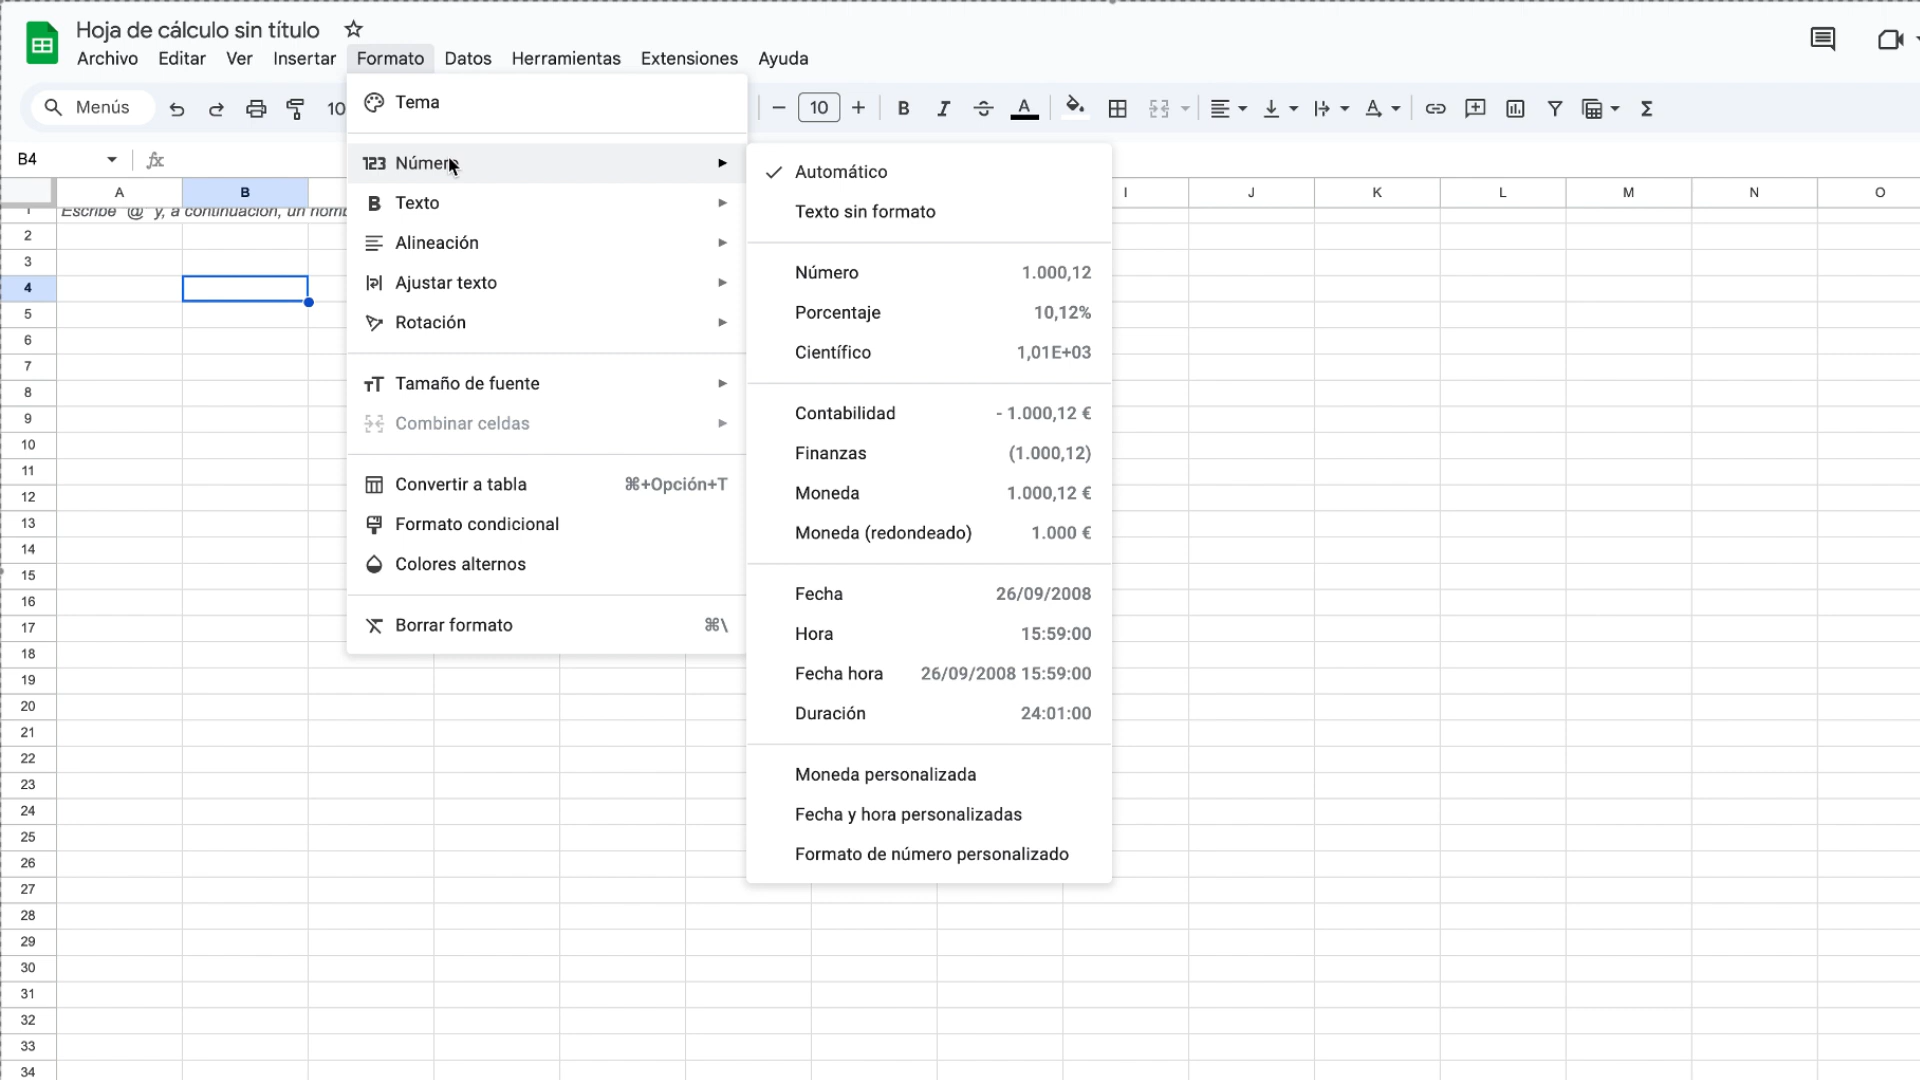 Hoja de cálculo sin título
Archivo Editar Ver Insertar Formato Datos Herramientas Extensiones Ayuda
Menús 10 10 B I A Σ
B4 fx
A B I J K L M N O
1 Escribe "@" y, a continuación, un
2
3
4
5
6
7
8
9
10
11
12
13
14
15
16
17
18
19
20
21
22
23
24
25
26
27
28
29
30
31
32
33
34
Tema
123 Número
B Texto
Alineación
Ajustar texto
Rotación
Tamaño de fuente
Combinar celdas
Convertir a tabla ⌘+Opción+T
Formato condicional
Colores alternos
Borrar formato ⌘\
Automático
Texto sin formato
Número 1.000,12
Porcentaje 10,12%
Científico 1,01E+03
Contabilidad - 1.000,12 €
Finanzas (1.000,12)
Moneda 1.000,12 €
Moneda (redondeado) 1.000 €
Fecha 26/09/2008
Hora 15:59:00
Fecha hora 26/09/2008 15:59:00
Duración 24:01:00
Moneda personalizada
Fecha y hora personalizadas
Formato de número personalizado